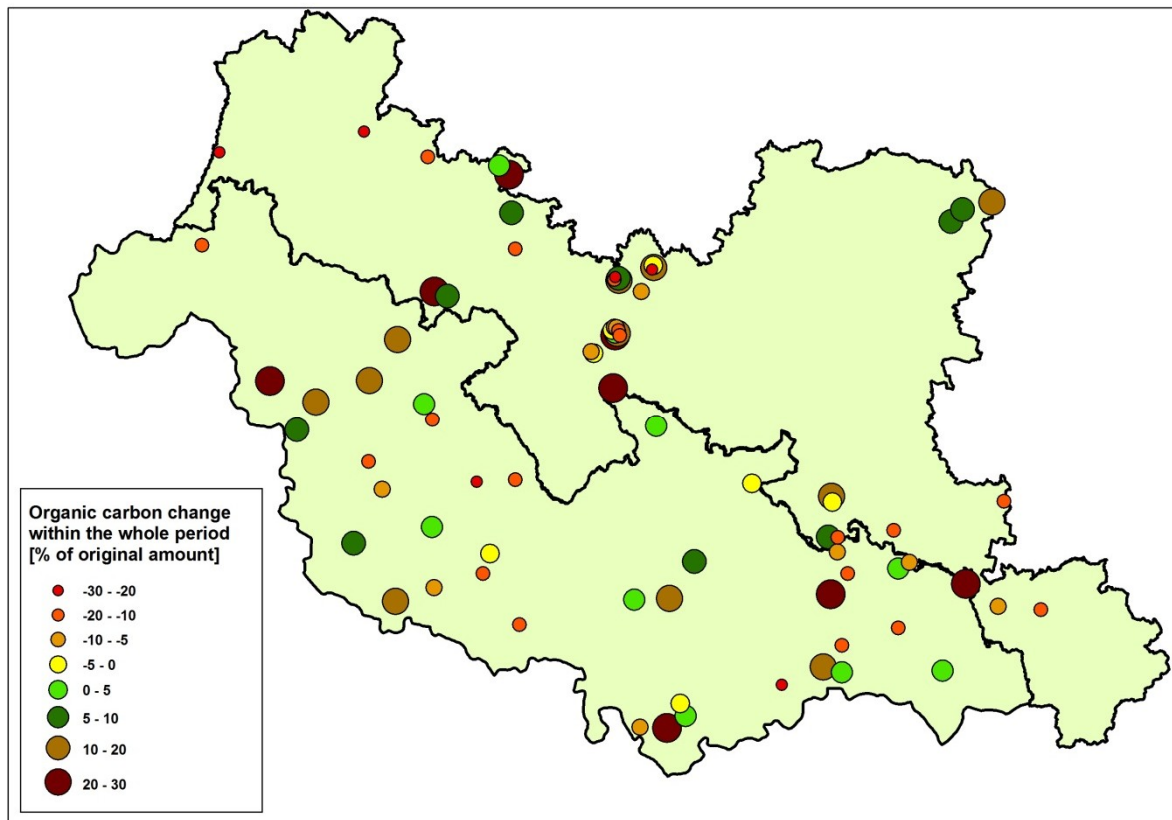 Organic carbon change
within the whole period
[% of original amount]
-30 - -20
-20 - -10
-10 - -5
-5 - 0
0 - 5
5 - 10
10 - 20
20 - 30